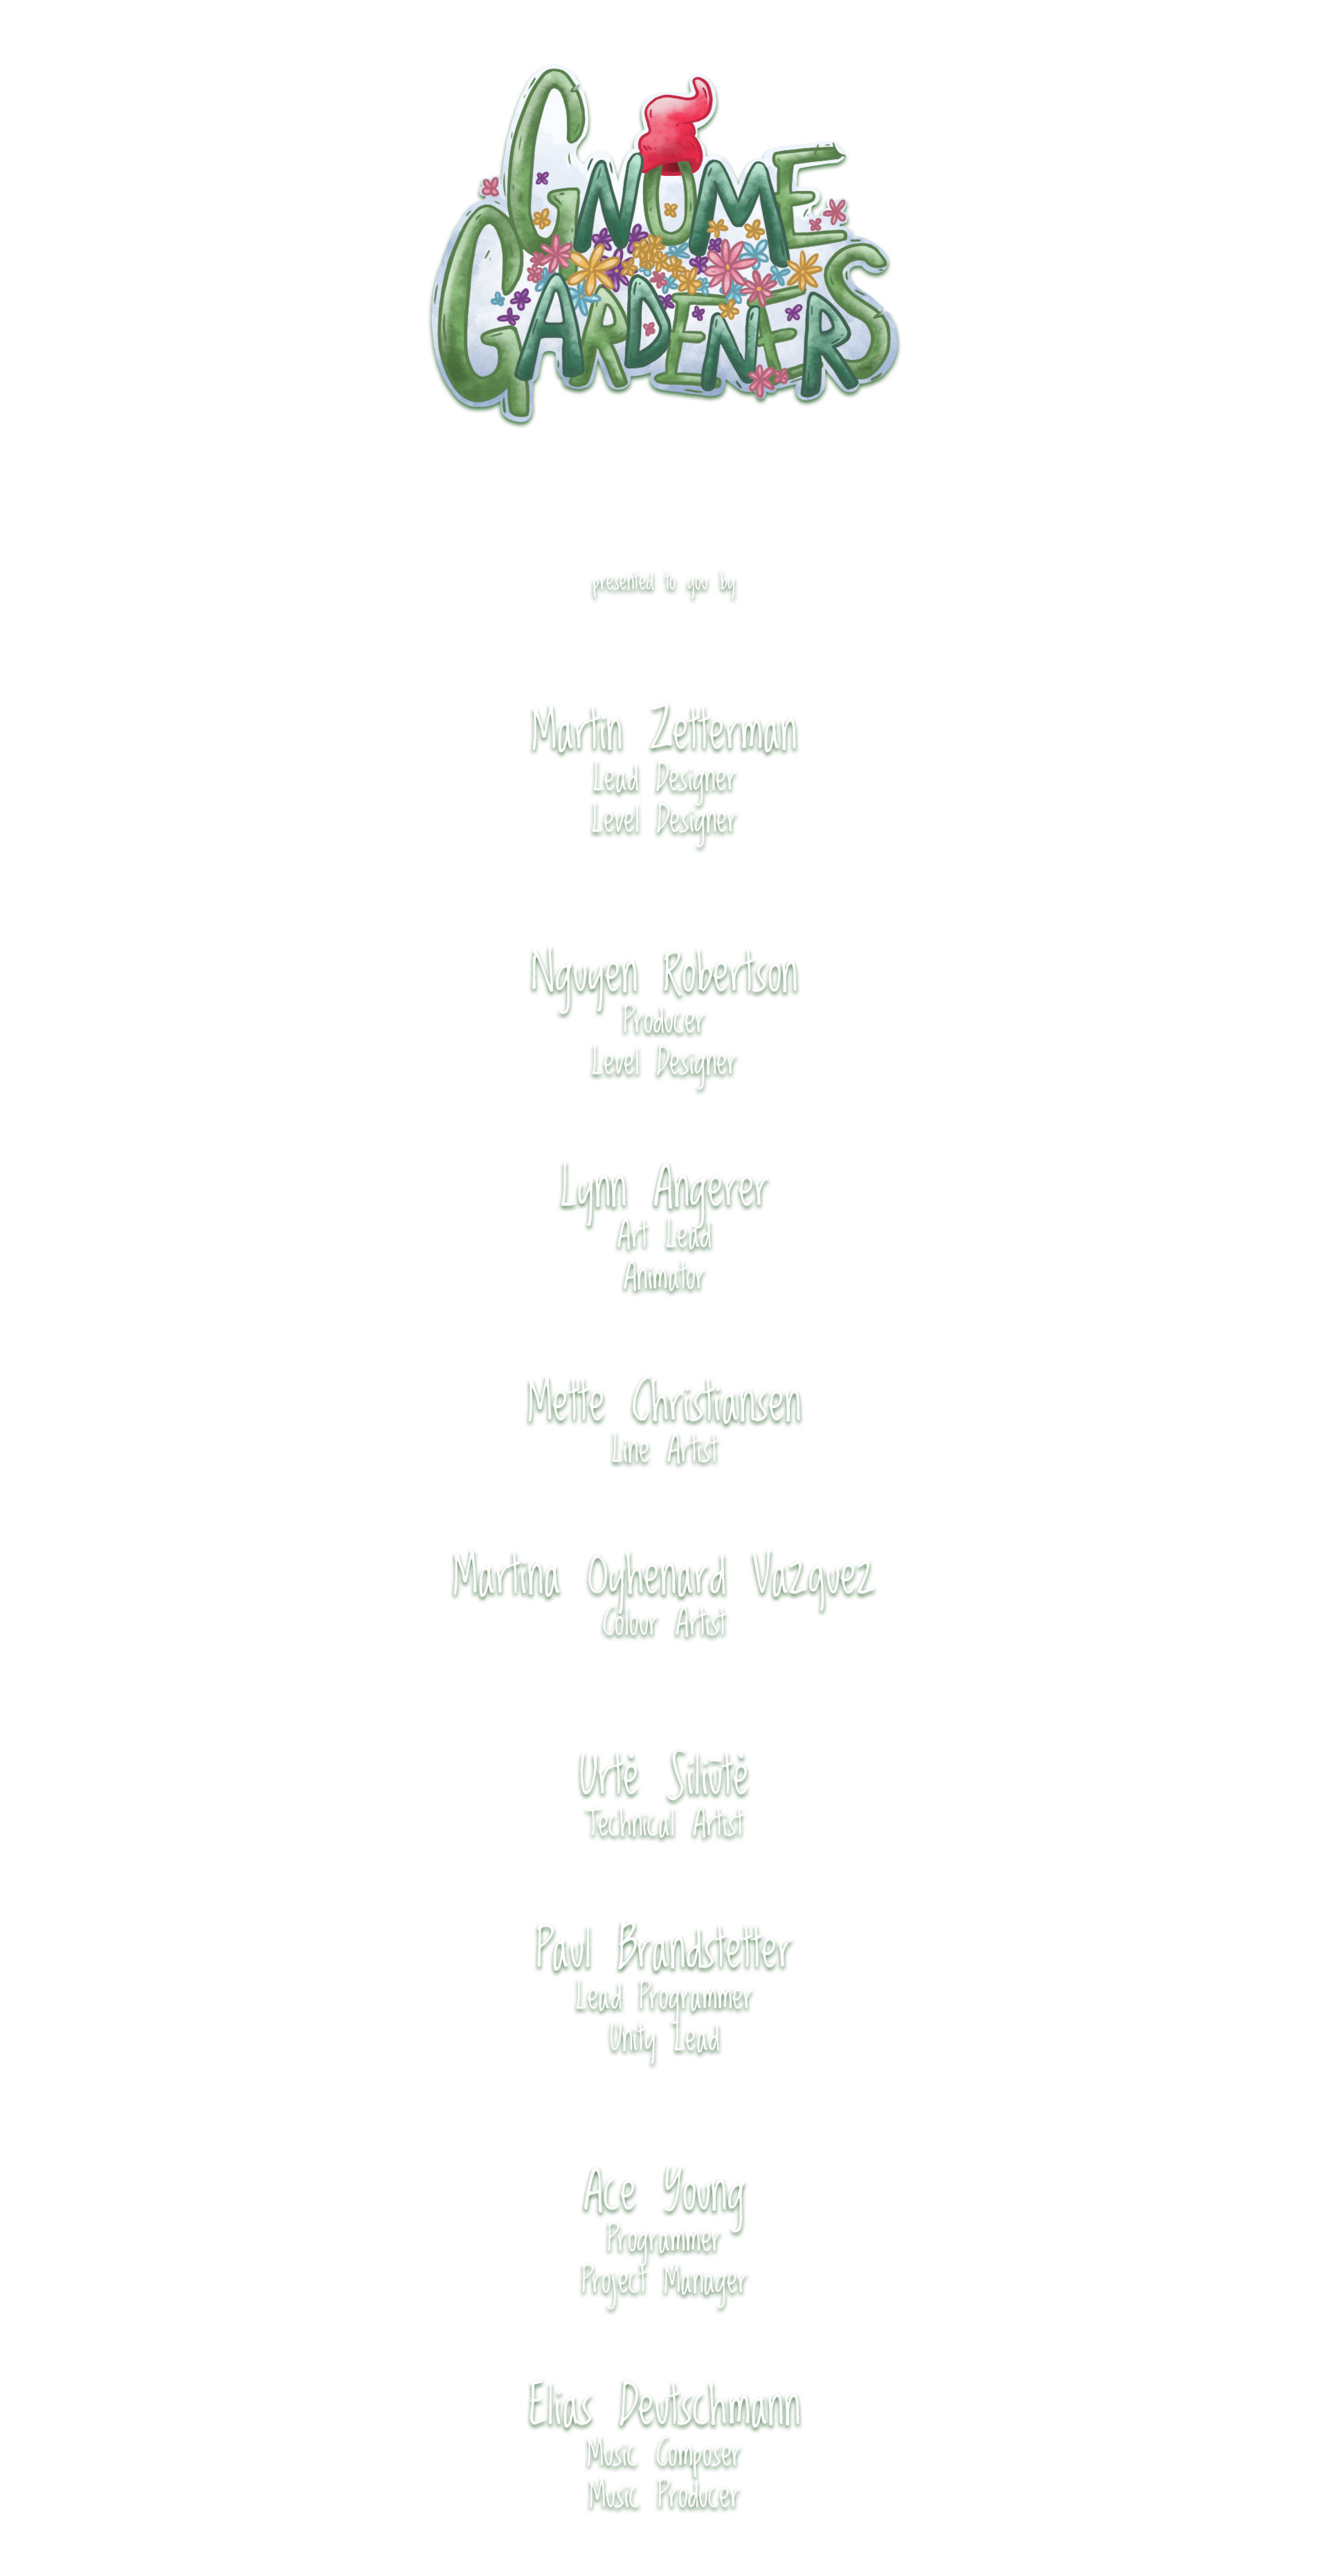 GNOME
GARDENERS
presented to you by
Martin Zetterman
Lead Designer
Level Designer
Nguyen Robertson
Producer
Level Designer
Lynn Angerer
Art Lead
Animator
Mette Christiansen
Line Artist
Martina Oyhenard Vazquez
Colour Artist
Urtë Siliūtë
Technical Artist
Paul Brandstetter
Lead Programmer
Unity Lead
Ace Young
Programmer
Project Manager
Elias Deutschmann
Music Composer
Music Producer